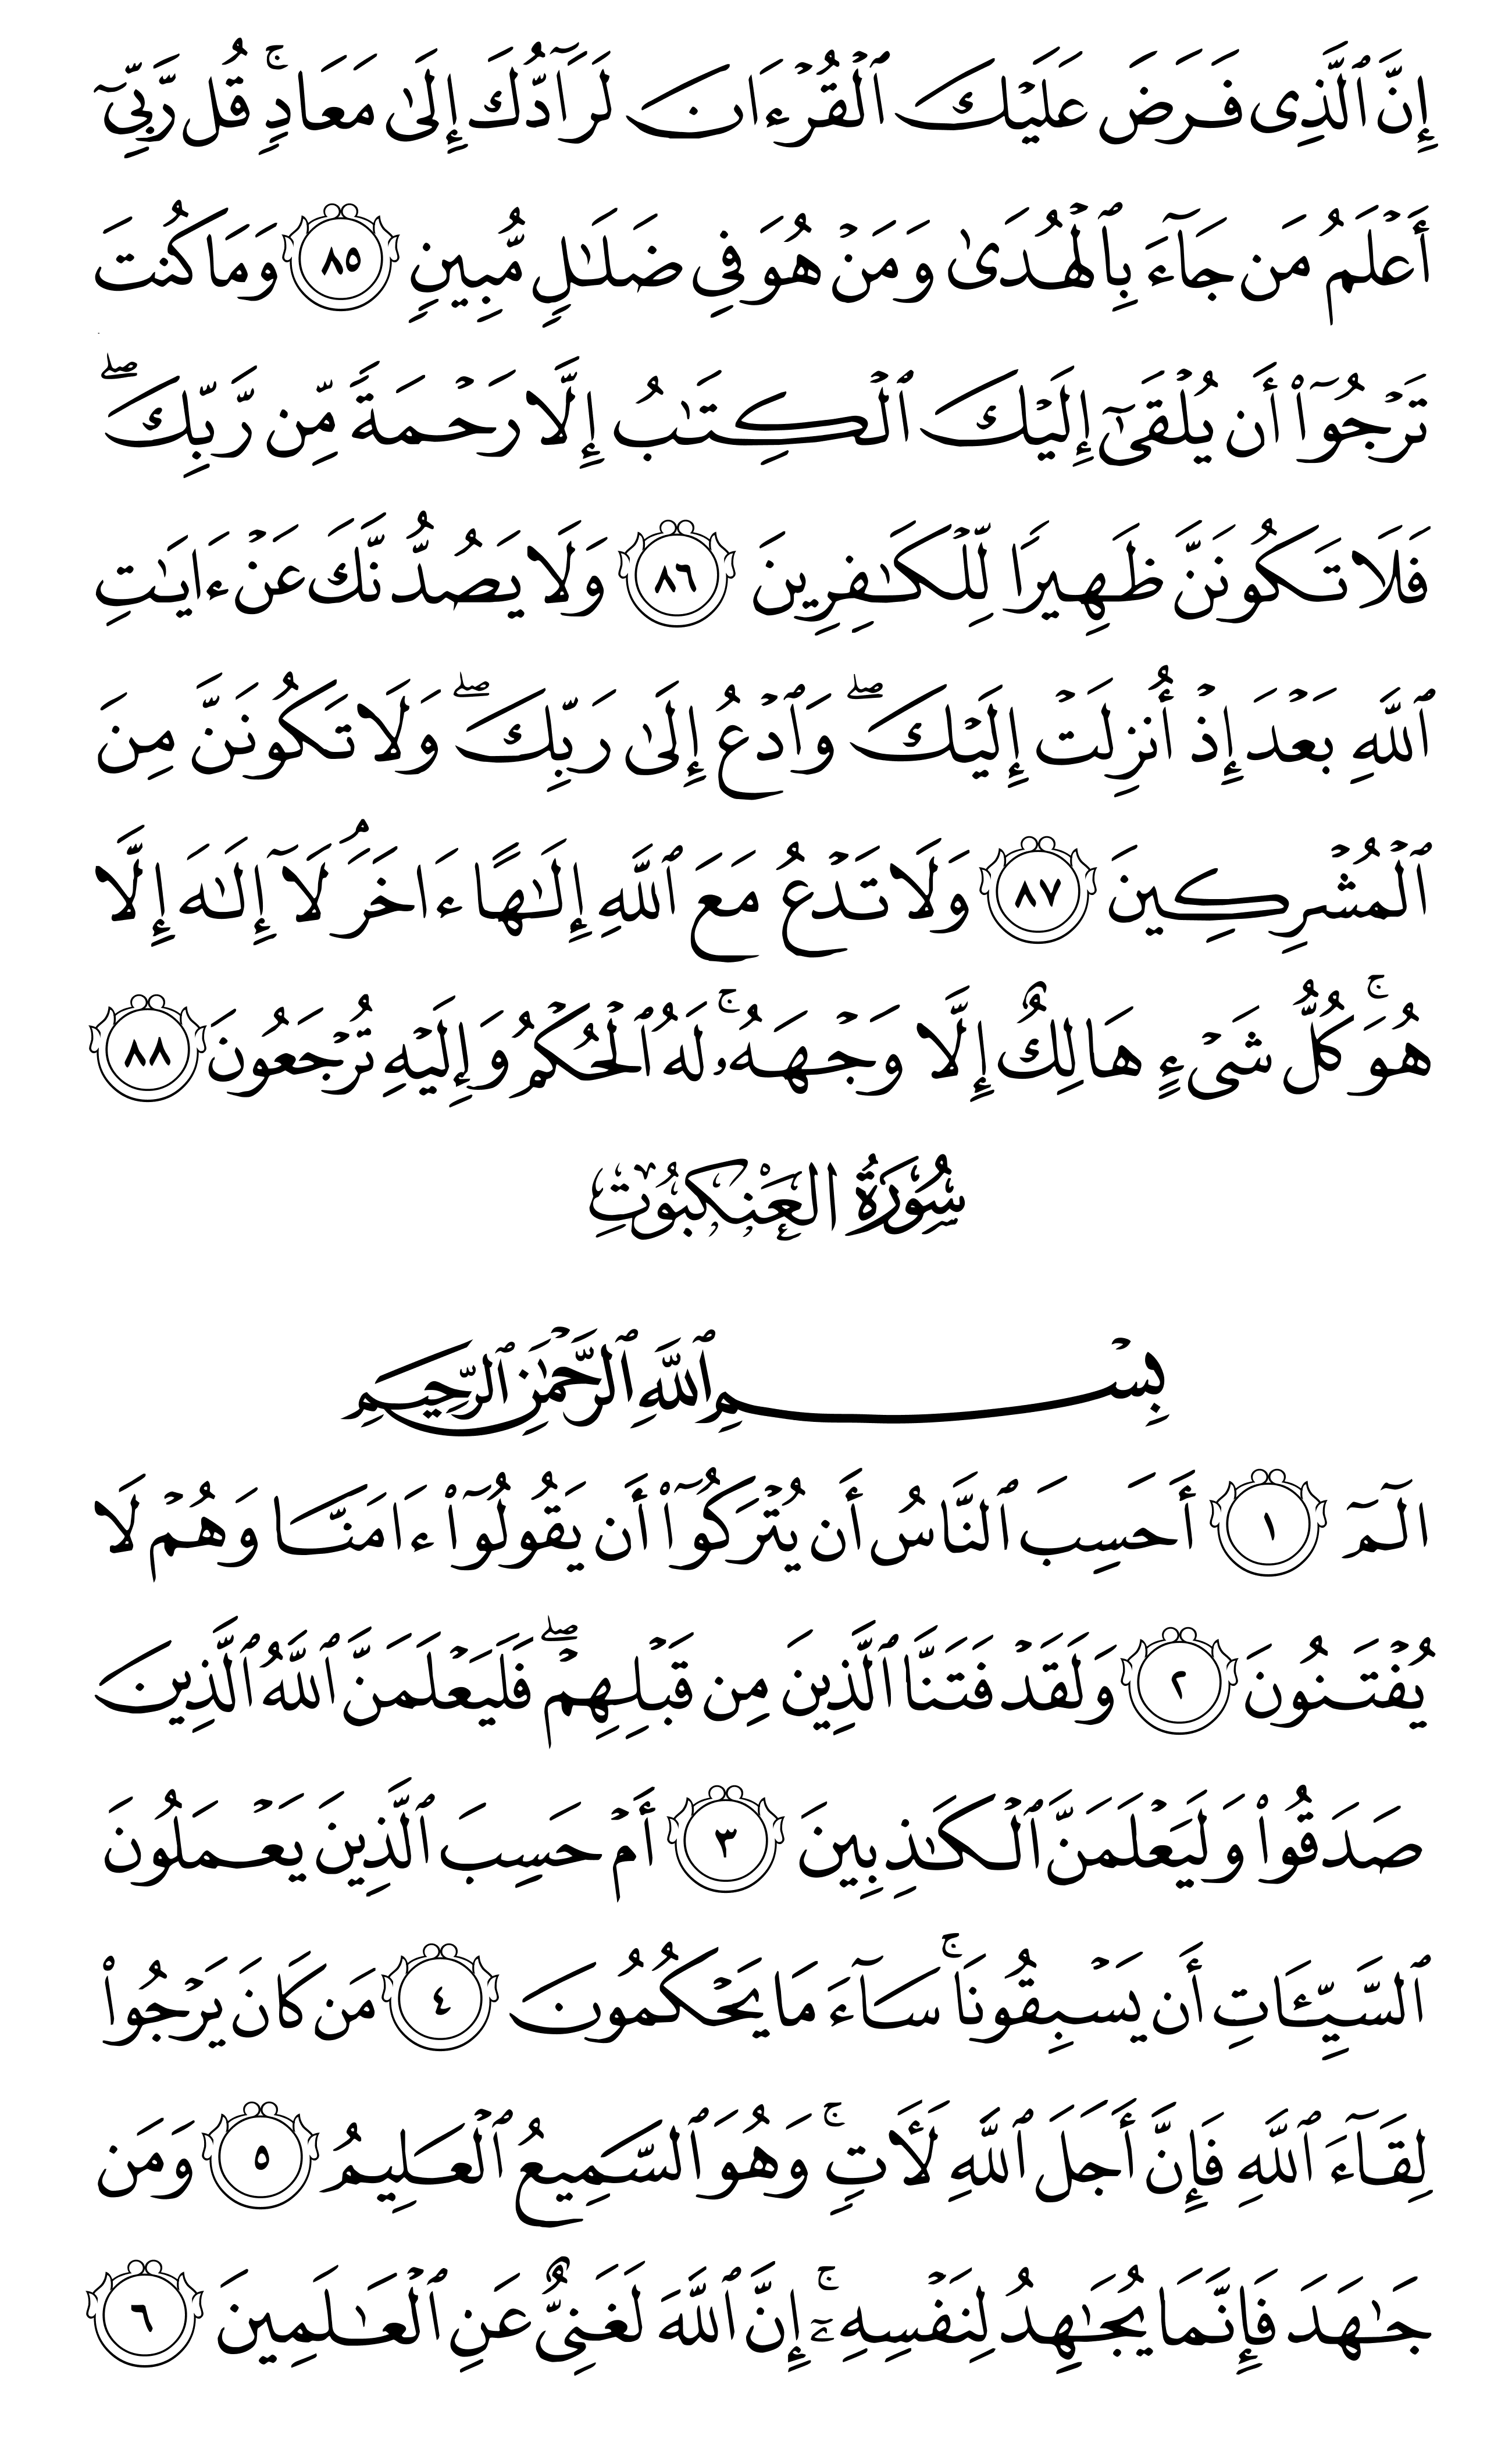 إِنَّ ٱلَّذِى فَرَضَ عَلَيْكَ ٱلْقُرْءَانَ لَرَآدُّكَ إِلَىٰ مَعَادٍ ۚ قُل رَّبِّىٓ
أَعْلَمُ مَن جَآءَ بِٱلْهُدَىٰ وَمَنْ هُوَ فِى ضَلَـٰلٍ مُّبِينٍ ٨٥ وَمَا كُنتَ
تَرْجُوٓا۟ أَن يُلْقَىٰٓ إِلَيْكَ ٱلْكِتَـٰبُ إِلَّا رَحْمَةً مِّن رَّبِّكَ ۖ
فَلَا تَكُونَنَّ ظَهِيرًا لِّلْكَـٰفِرِينَ ٨٦ وَلَا يَصُدُّنَّكَ عَنْ ءَايَـٰتِ
ٱللَّهِ بَعْدَ إِذْ أُنزِلَتْ إِلَيْكَ ۖ وَٱدْعُ إِلَىٰ رَبِّكَ ۖ وَلَا تَكُونَنَّ مِنَ
ٱلْمُشْرِكِينَ ٨٧ وَلَا تَدْعُ مَعَ ٱللَّهِ إِلَـٰهًا ءَاخَرَ ۘ لَآ إِلَـٰهَ إِلَّا
هُوَ ۚ كُلُّ شَىْءٍ هَالِكٌ إِلَّا وَجْهَهُۥ ۚ لَهُ ٱلْحُكْمُ وَإِلَيْهِ تُرْجَعُونَ ٨٨
سُورَةُ العَنْكَبُوتِ
بِسْمِ ٱللَّهِ ٱلرَّحْمَـٰنِ ٱلرَّحِيمِ
الٓمٓ ١ أَحَسِبَ ٱلنَّاسُ أَن يُتْرَكُوٓا۟ أَن يَقُولُوٓا۟ ءَامَنَّا وَهُمْ لَا
يُفْتَنُونَ ٢ وَلَقَدْ فَتَنَّا ٱلَّذِينَ مِن قَبْلِهِمْ ۖ فَلَيَعْلَمَنَّ ٱللَّهُ ٱلَّذِينَ
صَدَقُوا۟ وَلَيَعْلَمَنَّ ٱلْكَـٰذِبِينَ ٣ أَمْ حَسِبَ ٱلَّذِينَ يَعْمَلُونَ
ٱلسَّيِّـَٔاتِ أَن يَسْبِقُونَا ۚ سَآءَ مَا يَحْكُمُونَ ٤ مَن كَانَ يَرْجُوا۟
لِقَآءَ ٱللَّهِ فَإِنَّ أَجَلَ ٱللَّهِ لَـَٔاتٍ ۚ وَهُوَ ٱلسَّمِيعُ ٱلْعَلِيمُ ٥ وَمَن
جَـٰهَدَ فَإِنَّمَا يُجَـٰهِدُ لِنَفْسِهِۦٓ ۚ إِنَّ ٱللَّهَ لَغَنِىٌّ عَنِ ٱلْعَـٰلَمِينَ ٦